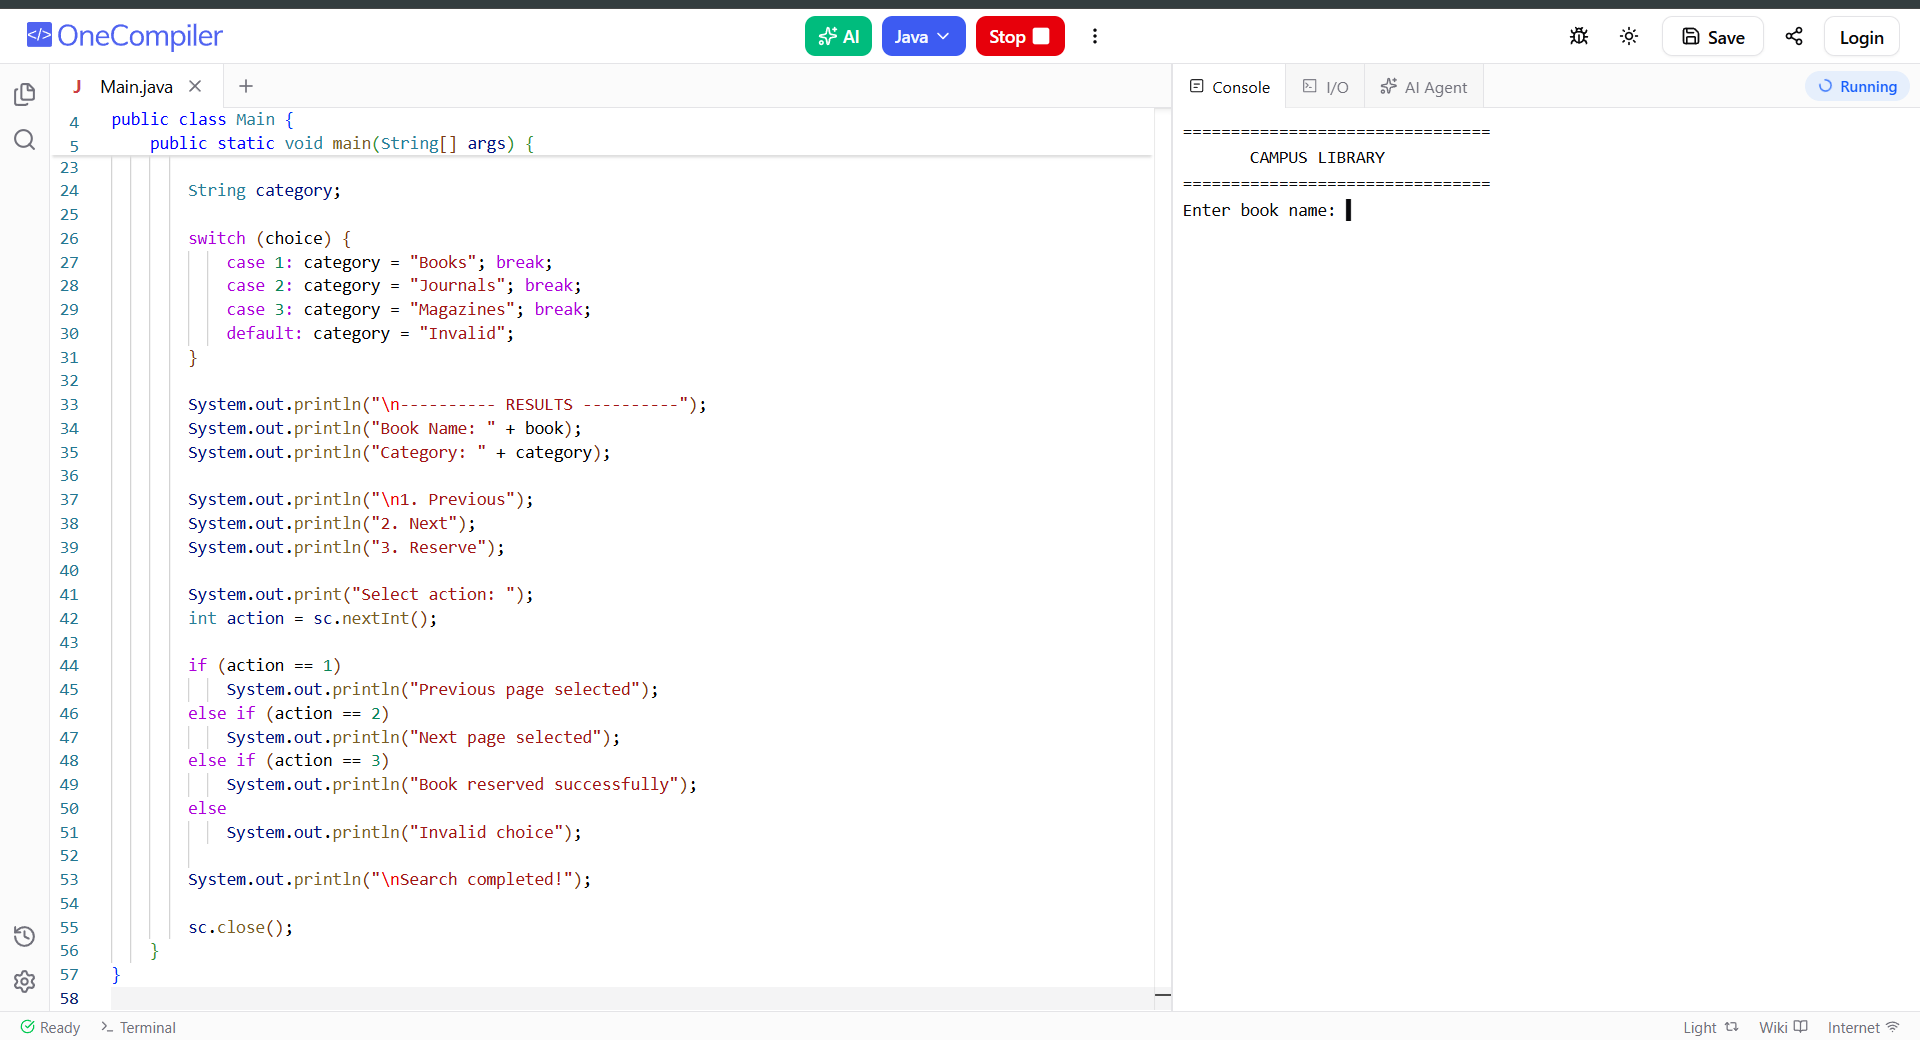 </> OneCompiler
AI
Java
Stop
Save
Login
J Main.java
Console
I/O
AI Agent
Running
4 public class Main {
5     public static void main(String[] args) {
23
24         String category;
25
26         switch (choice) {
27             case 1: category = "Books"; break;
28             case 2: category = "Journals"; break;
29             case 3: category = "Magazines"; break;
30             default: category = "Invalid";
31         }
32
33         System.out.println("\n---------- RESULTS ----------");
34         System.out.println("Book Name: " + book);
35         System.out.println("Category: " + category);
36
37         System.out.println("\n1. Previous");
38         System.out.println("2. Next");
39         System.out.println("3. Reserve");
40
41         System.out.print("Select action: ");
42         int action = sc.nextInt();
43
44         if (action == 1)
45             System.out.println("Previous page selected");
46         else if (action == 2)
47             System.out.println("Next page selected");
48         else if (action == 3)
49             System.out.println("Book reserved successfully");
50         else
51             System.out.println("Invalid choice");
52
53         System.out.println("\nSearch completed!");
54
55         sc.close();
56     }
57 }
58
================================
CAMPUS LIBRARY
================================
Enter book name:
Ready
Terminal
Light
Wiki
Internet